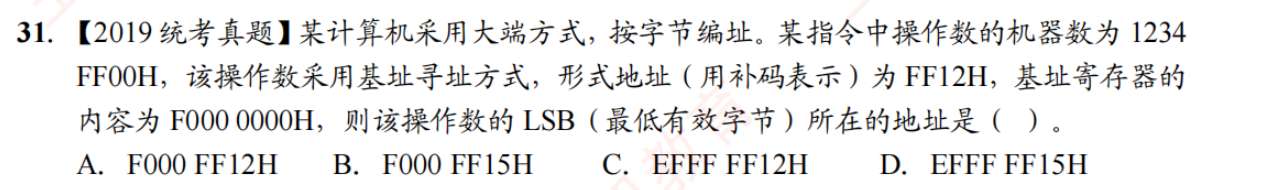 31. 【2019 统考真题】某计算机采用大端方式，按字节编址。某指令中操作数的机器数为 1234
FF00H，该操作数采用基址寻址方式，形式地址（用补码表示）为 FF12H，基址寄存器的
内容为 F000 0000H，则该操作数的 LSB（最低有效字节）所在的地址是（ ）。
A. F000 FF12H B. F000 FF15H C. EFFF FF12H D. EFFF FF15H